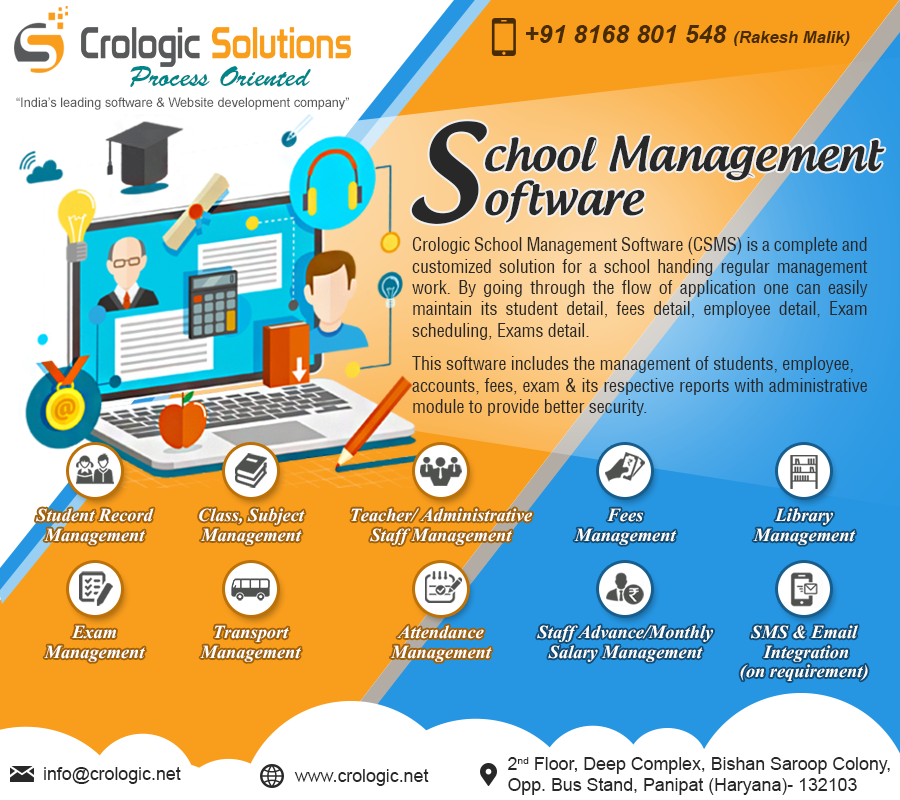 Crologic Solutions
Process Oriented
“India’s leading software & Website development company”
+91 8168 801 548 (Rakesh Malik)
School Management
Software
Crologic School Management Software (CSMS) is a complete and
customized solution for a school handing regular management
work. By going through the flow of application one can easily
maintain its student detail, fees detail, employee detail, Exam
scheduling, Exams detail.
This software includes the management of students, employee,
accounts, fees, exam & its respective reports with administrative
module to provide better security.
Student Record
Management
Class, Subject
Management
Teacher/ Administrative
Staff Management
Fees
Management
Library
Management
Exam
Management
Transport
Management
Attendance
Management
Staff Advance/Monthly
Salary Management
SMS & Email
Integration
(on requirement)
info@crologic.net
www.crologic.net
2nd Floor, Deep Complex, Bishan Saroop Colony,
Opp. Bus Stand, Panipat (Haryana)- 132103